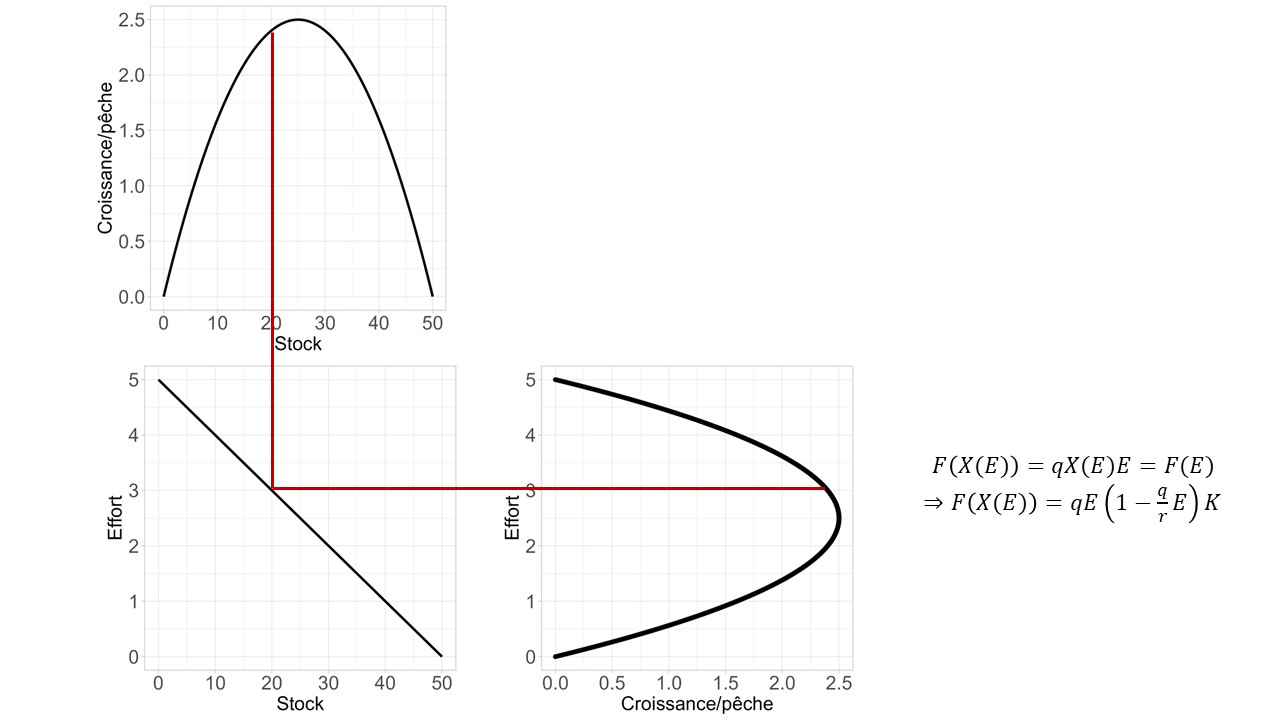 2.5
2.0
1.5
1.0
0.5
0.0
Croissance/pêche
0 10 20 30 40 50
Stock
5
4
3
2
1
0
Effort
0 10 20 30 40 50
Stock
5
4
3
2
1
0
Effort
0.0 0.5 1.0 1.5 2.0 2.5
Croissance/pêche
F(X(E)) = qX(E)E = F(E)
⇒ F(X(E)) = qE (1 − q/r E) K